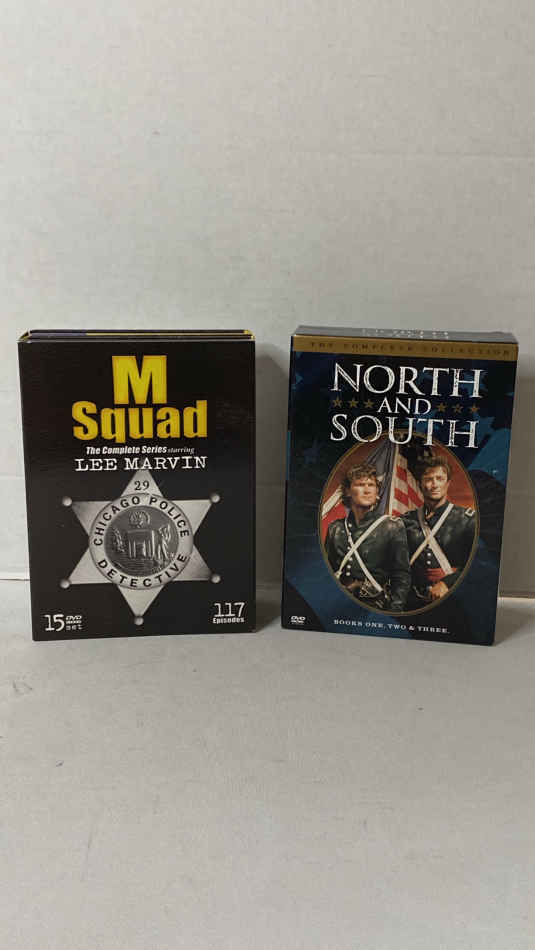 M
Squad
The Complete Series starring
LEE MARVIN
29
CHICAGO POLICE
DETECTIVE
15 DVD set
117
Episodes
THE COMPLETE COLLECTION
NORTH
AND
SOUTH
BOOKS ONE, TWO & THREE.
DVD